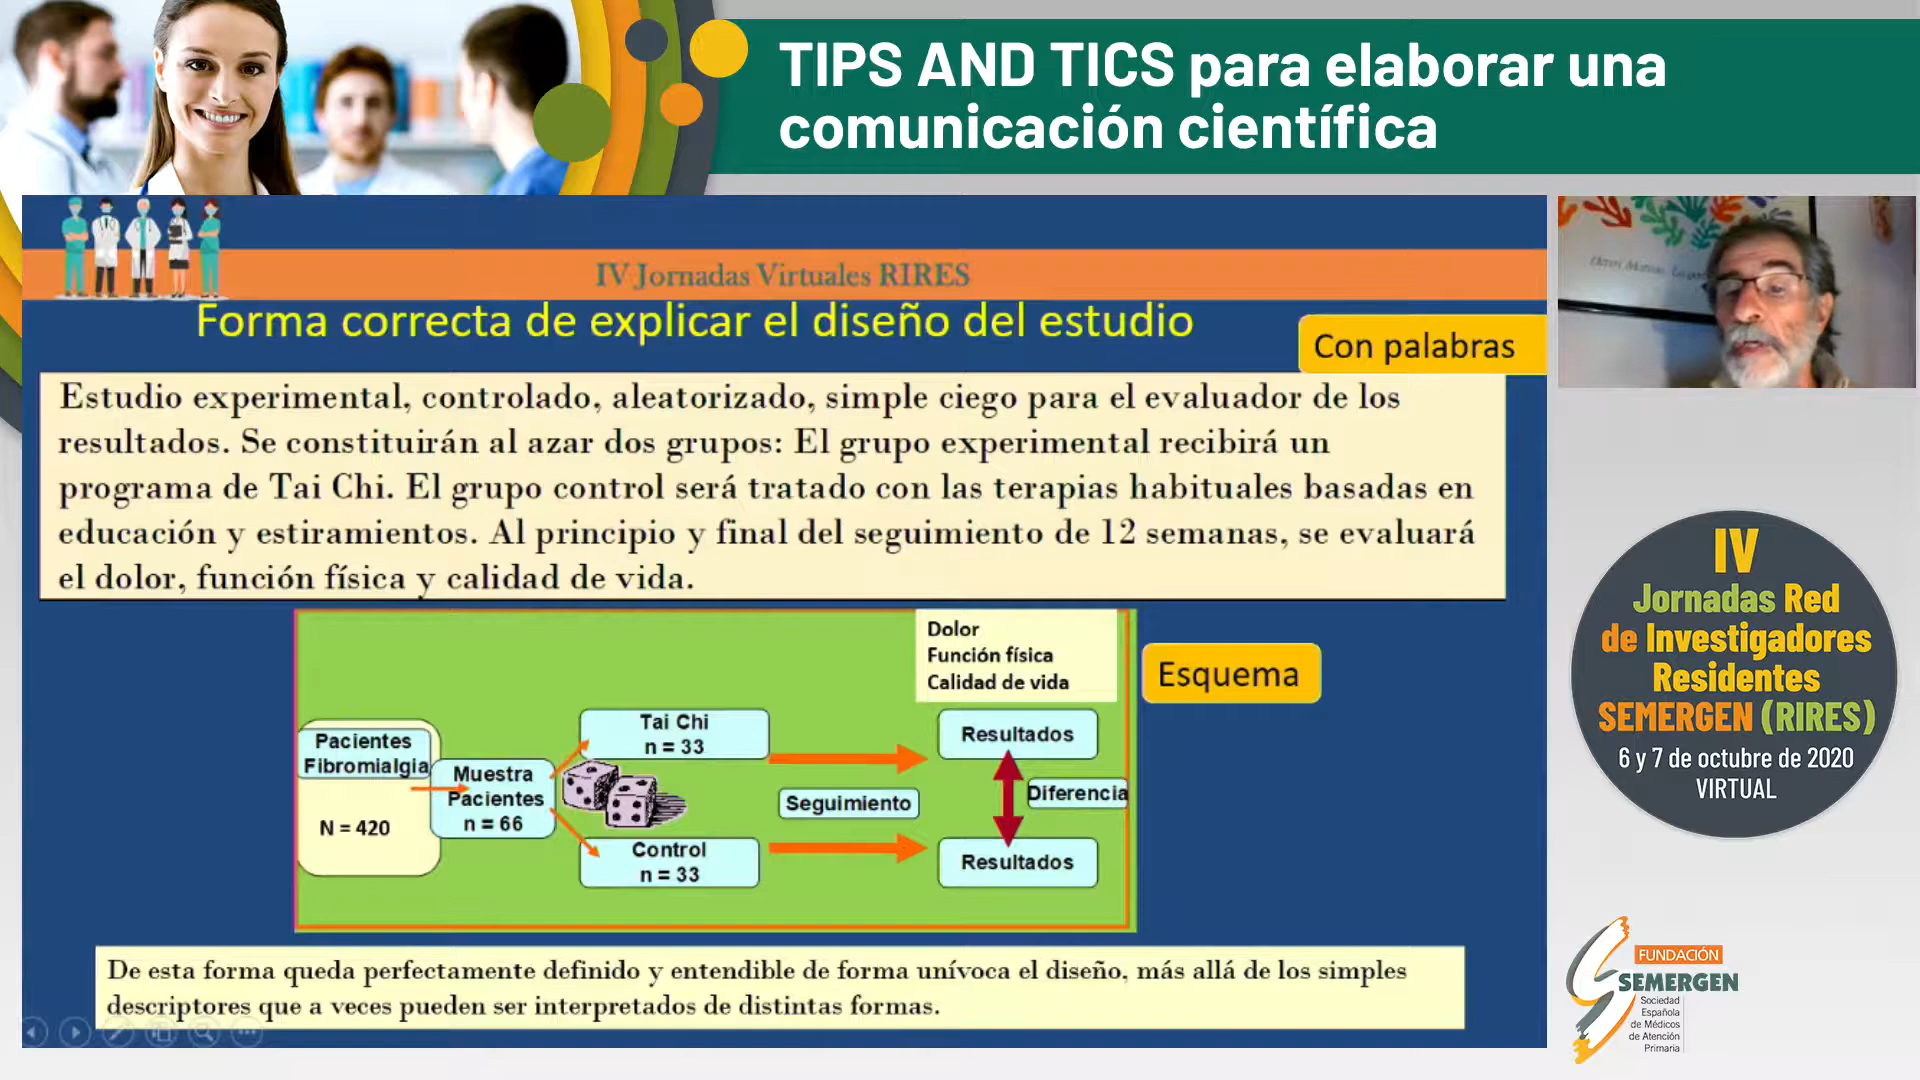 TIPS AND TICS para elaborar una
comunicación científica
IV Jornadas Virtuales RIRES
Forma correcta de explicar el diseño del estudio
Con palabras
Estudio experimental, controlado, aleatorizado, simple ciego para el evaluador de los
resultados. Se constituirán al azar dos grupos: El grupo experimental recibirá un
programa de Tai Chi. El grupo control será tratado con las terapias habituales basadas en
educación y estiramientos. Al principio y final del seguimiento de 12 semanas, se evaluará
el dolor, función física y calidad de vida.
Dolor
Función física
Calidad de vida
Esquema
Pacientes
Fibromialgia
N = 420
Muestra
Pacientes
n = 66
Tai Chi
n = 33
Control
n = 33
Seguimiento
Resultados
Diferencia
Resultados
De esta forma queda perfectamente definido y entendible de forma unívoca el diseño, más allá de los simples
descriptores que a veces pueden ser interpretados de distintas formas.
IV
Jornadas Red
de Investigadores
Residentes
SEMERGEN (RIRES)
6 y 7 de octubre de 2020
VIRTUAL
FUNDACIÓN
SEMERGEN
Sociedad
Española
de Médicos
de Atención
Primaria